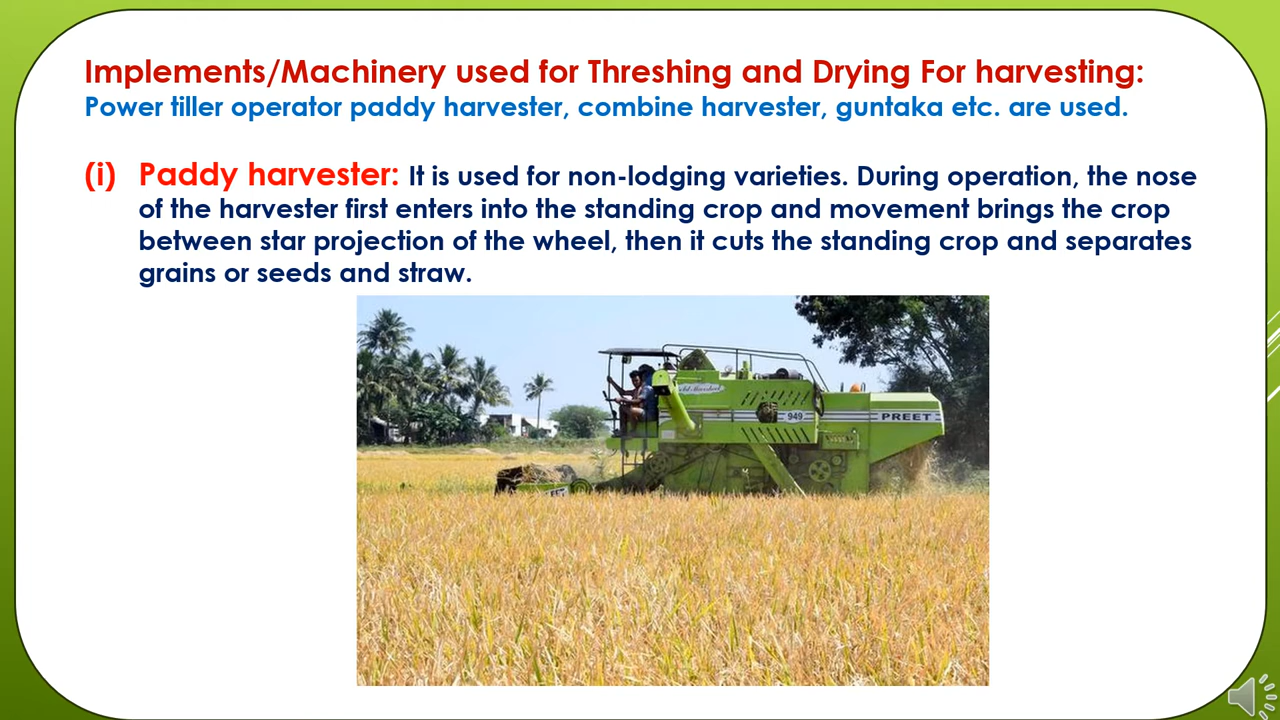 Implements/Machinery used for Threshing and Drying For harvesting:
Power tiller operator paddy harvester, combine harvester, guntaka etc. are used.
(i) Paddy harvester: It is used for non-lodging varieties. During operation, the nose
of the harvester first enters into the standing crop and movement brings the crop
between star projection of the wheel, then it cuts the standing crop and separates
grains or seeds and straw.
949
PREET